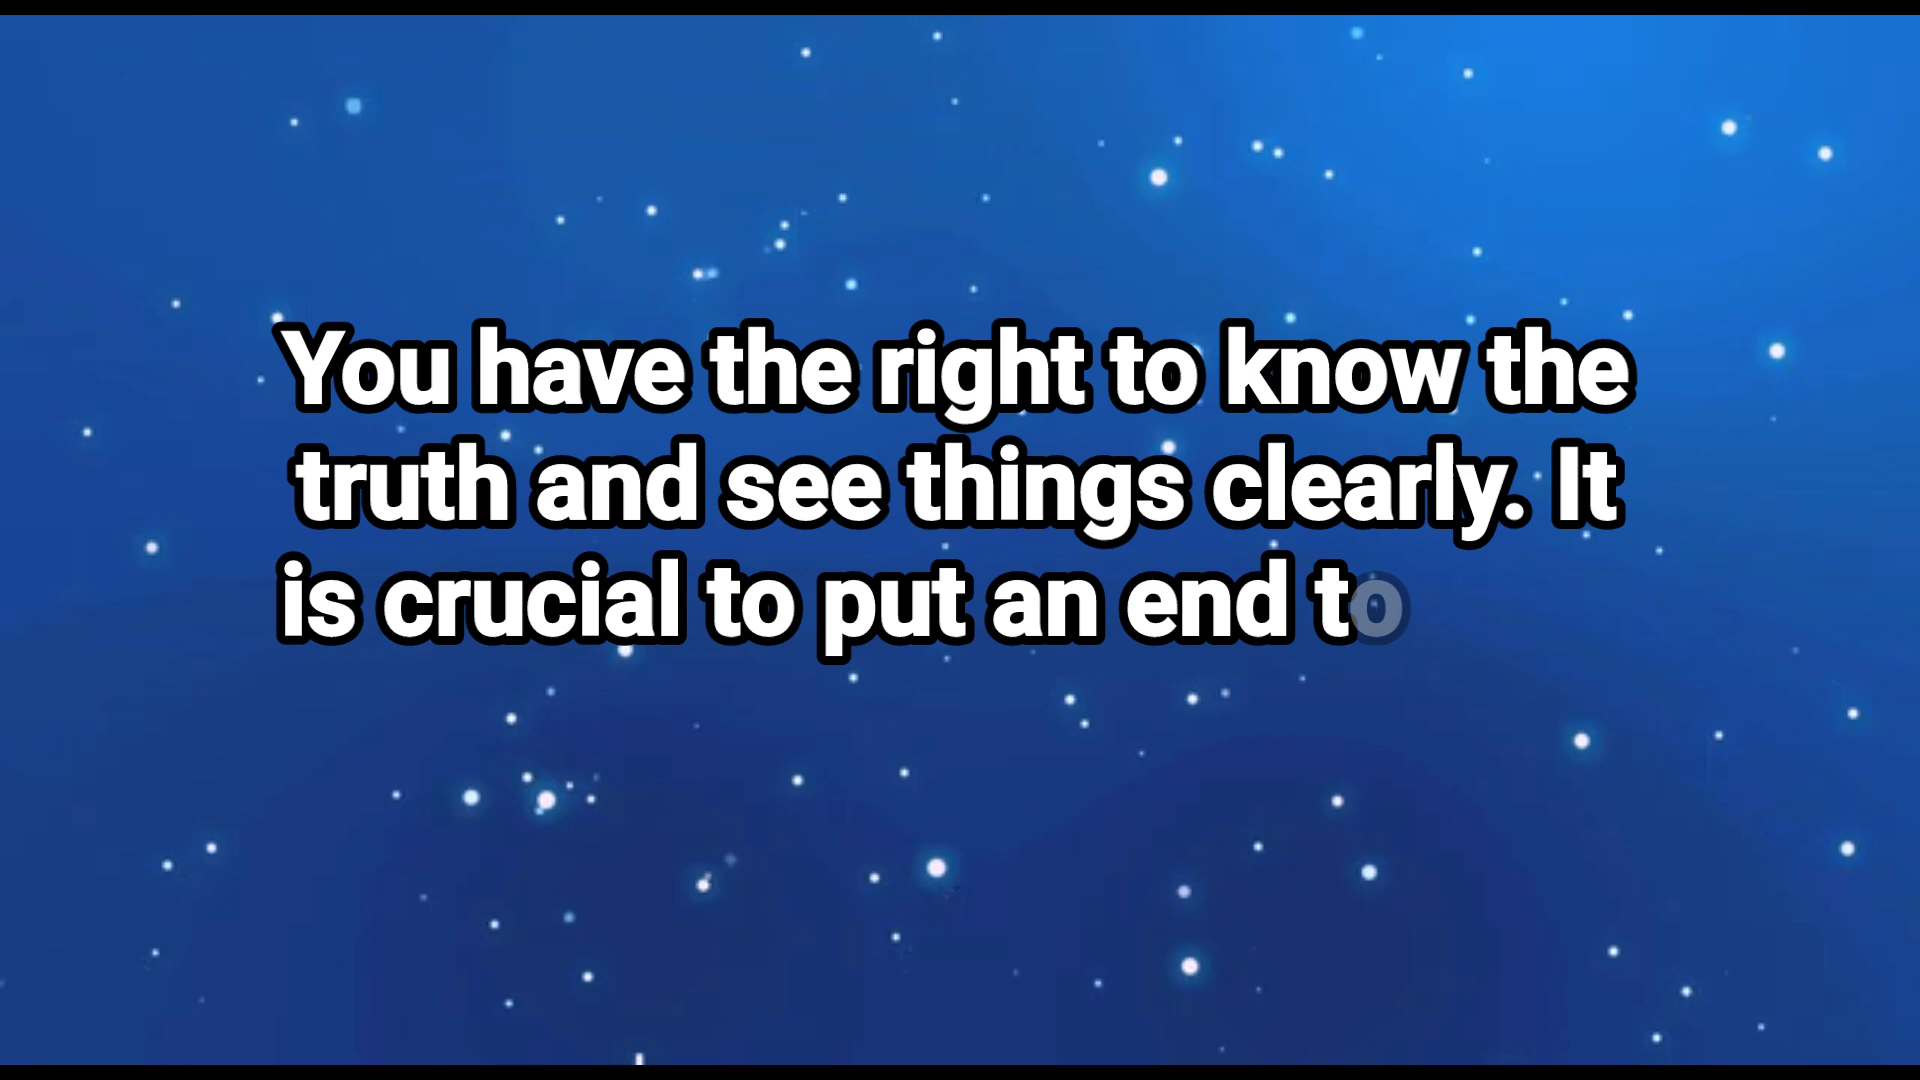 You have the right to know the
truth and see things clearly. It
is crucial to put an end to